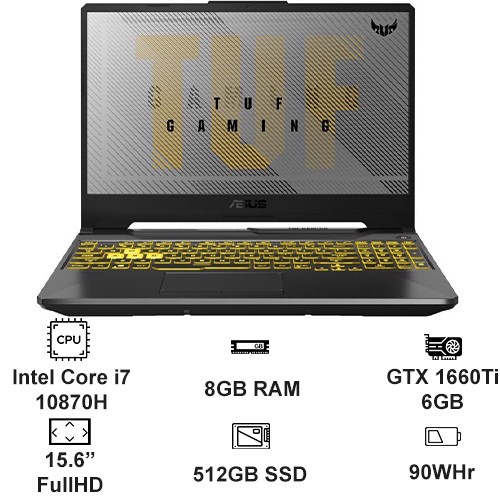 TUF
TUF
GAMING
ASUS
CPU
Intel Core i7
10870H
GB
8GB RAM
GTX 1660Ti
6GB
15.6”
FullHD
512GB SSD
90WHr